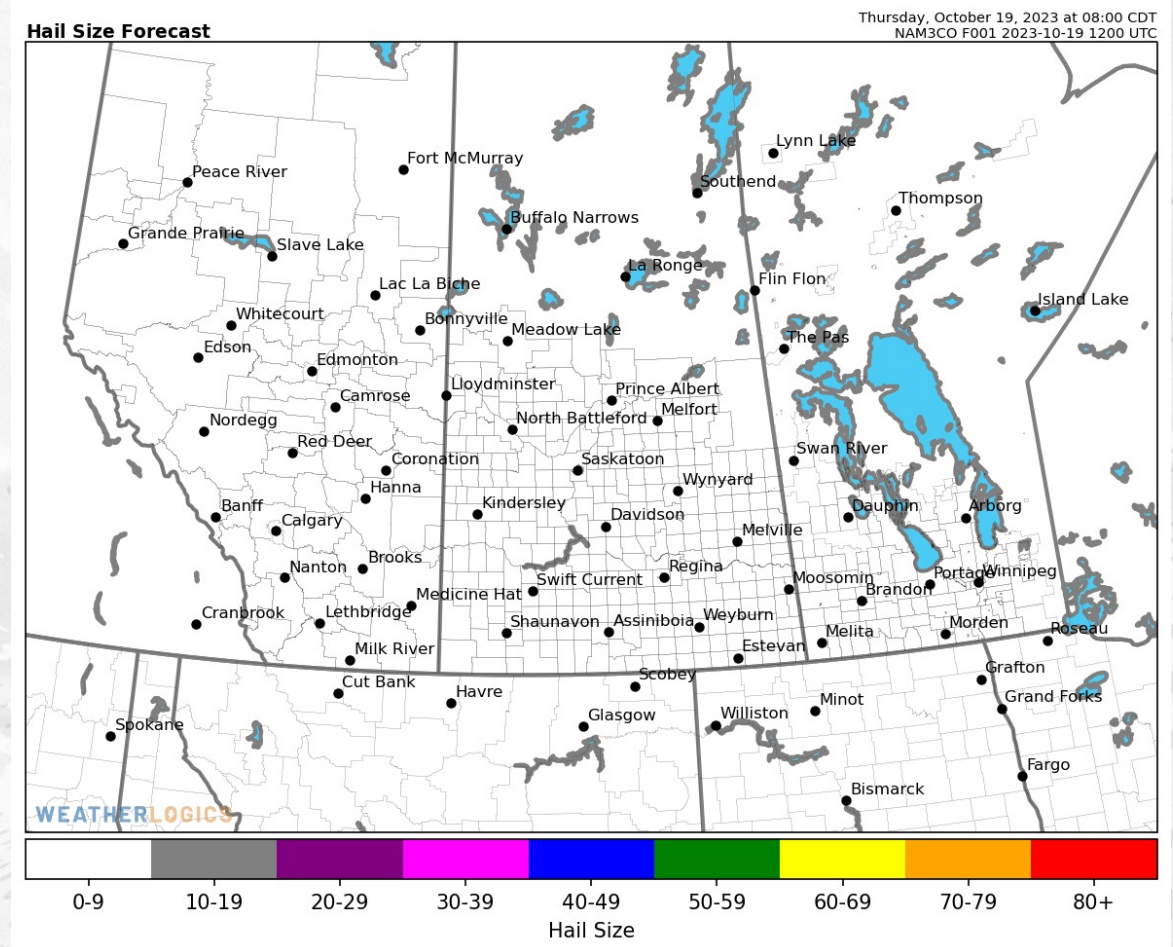 Hail Size Forecast
Thursday, October 19, 2023 at 08:00 CDT
NAM3CO F001 2023-10-19 1200 UTC
Lynn Lake
Fort McMurray
Peace River
Southend
Thompson
Buffalo Narrows
Grande Prairie
Slave Lake
La Ronge
Flin Flon
Lac La Biche
Island Lake
Whitecourt
Bonnyville
Meadow Lake
The Pas
Edson
Edmonton
Lloydminster
Prince Albert
Camrose
Melfort
Nordegg
North Battleford
Red Deer
Swan River
Coronation
Saskatoon
Wynyard
Hanna
Kindersley
Banff
Dauphin
Arborg
Calgary
Davidson
Melville
Brooks
Nanton
Regina
Swift Current
Moosomin
Portage
Winnipeg
Medicine Hat
Brandon
Cranbrook
Lethbridge
Shaunavon
Assiniboia
Weyburn
Melita
Morden
Roseau
Milk River
Estevan
Grafton
Cut Bank
Havre
Scobey
Minot
Grand Forks
Spokane
Glasgow
Williston
Fargo
Bismarck
WEATHERLOGICS
0-9
10-19
20-29
30-39
40-49
50-59
60-69
70-79
80+
Hail Size